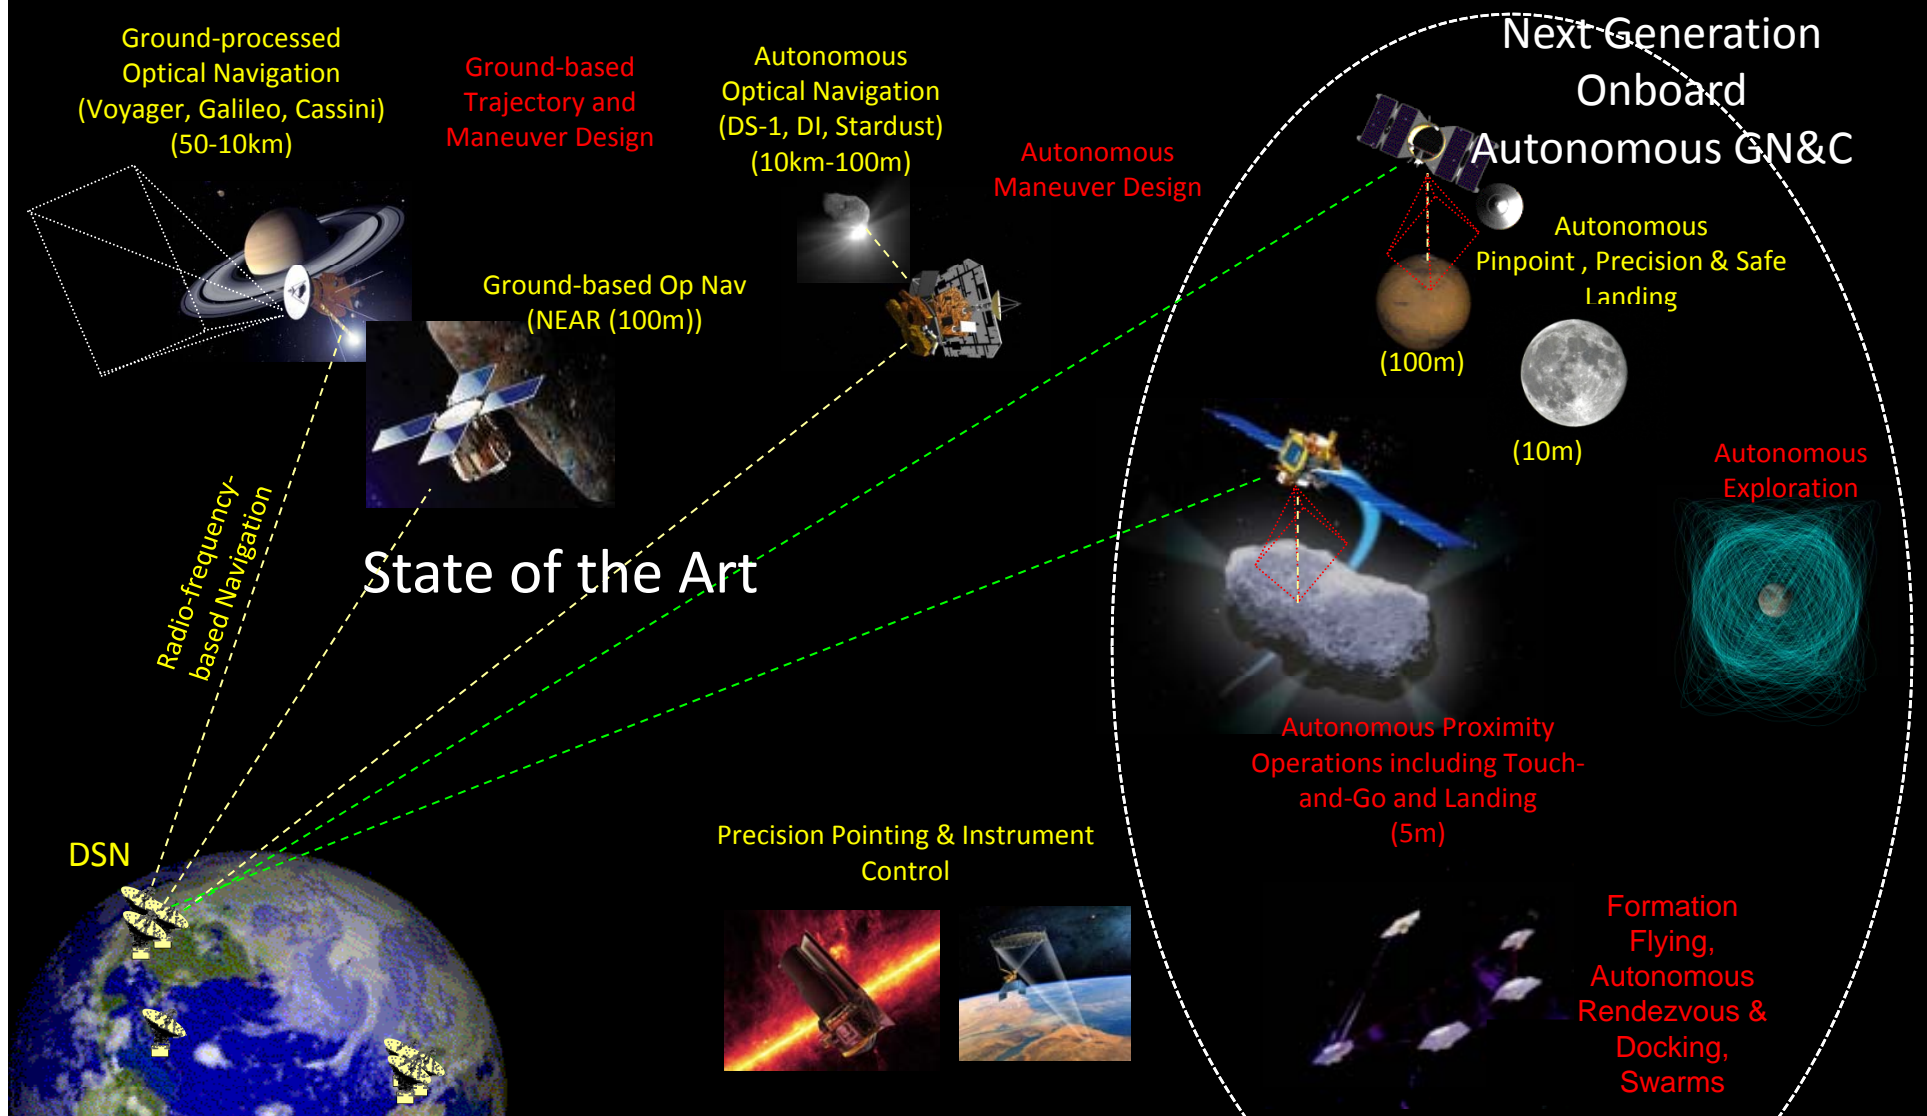 Ground-processed
Optical Navigation
(Voyager, Galileo, Cassini)
(50-10km)
Ground-based
Trajectory and
Maneuver Design
Autonomous
Optical Navigation
(DS-1, DI, Stardust)
(10km-100m)
Autonomous
Maneuver Design
Next Generation
Onboard
Autonomous GN&C
Autonomous
Pinpoint , Precision & Safe
Landing
(100m)
(10m)
Ground-based Op Nav
(NEAR (100m))
Radio-frequency-
based Navigation
State of the Art
Autonomous
Exploration
Autonomous Proximity
Operations including Touch-
and-Go and Landing
(5m)
DSN
Precision Pointing & Instrument
Control
Formation
Flying,
Autonomous
Rendezvous &
Docking,
Swarms